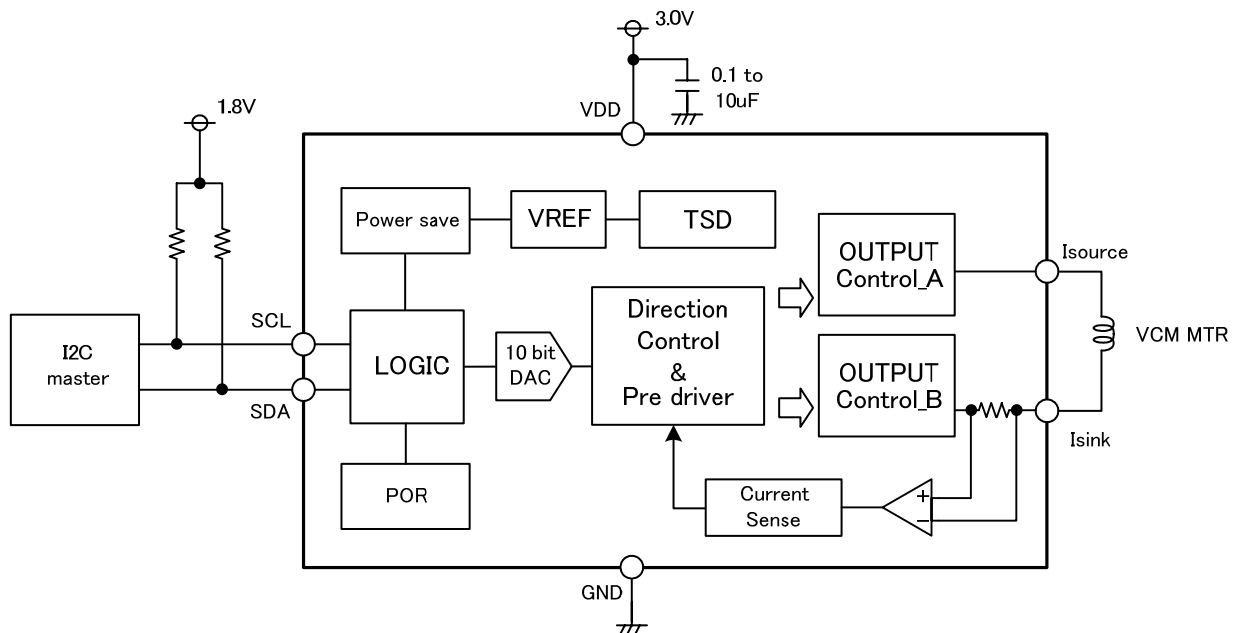 3.0V
0.1 to
10uF
VDD
1.8V
Power save
VREF
TSD
OUTPUT
Control_A
Isource
I2C
master
SCL
SDA
LOGIC
10 bit
DAC
Direction
Control
&
Pre driver
VCM MTR
OUTPUT
Control_B
Isink
POR
Current
Sense
+
−
GND